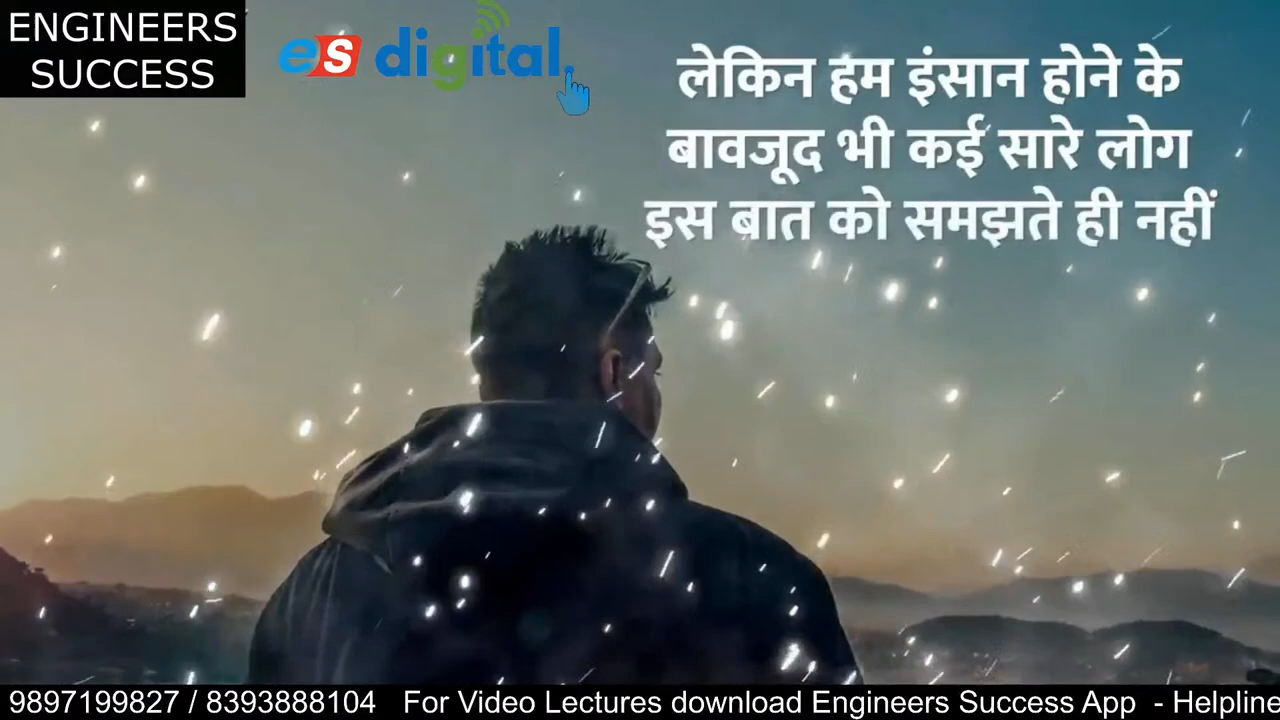 ENGINEERS
SUCCESS
es digital.
लेकिन हम इंसान होने के
बावजूद भी कई सारे लोग
इस बात को समझते ही नहीं
9897199827 / 8393888104 For Video Lectures download Engineers Success App - Helpline